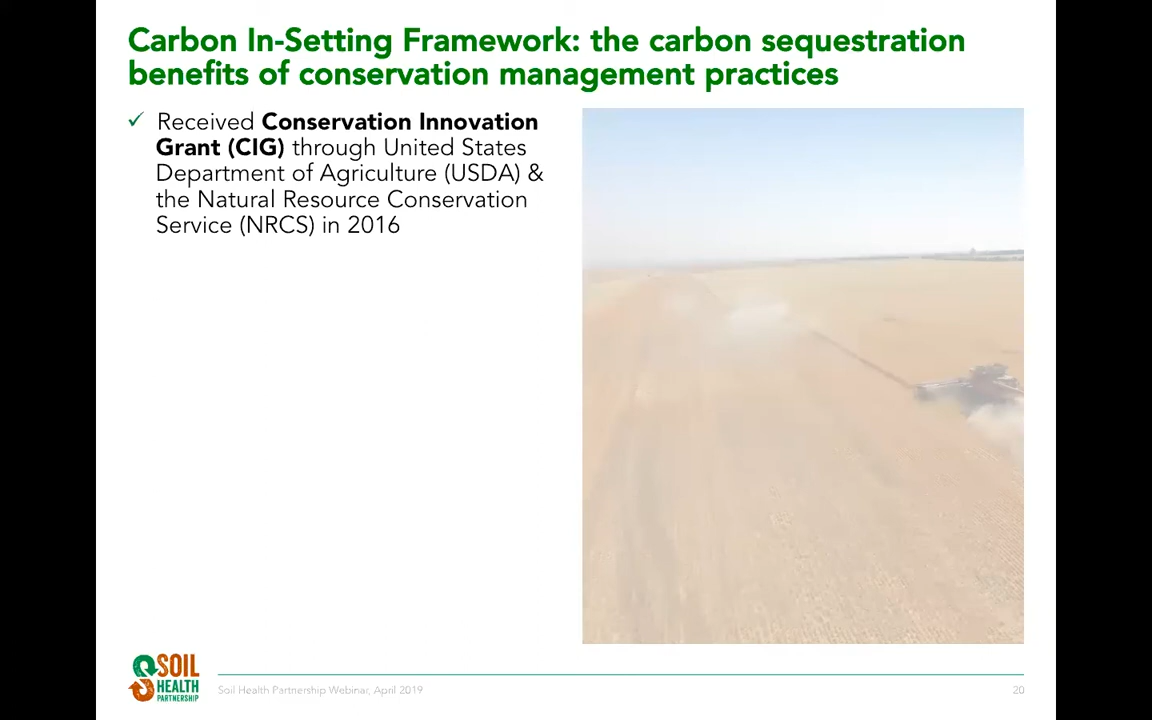 Carbon In-Setting Framework: the carbon sequestration
benefits of conservation management practices
✓ Received Conservation Innovation
Grant (CIG) through United States
Department of Agriculture (USDA) &
the Natural Resource Conservation
Service (NRCS) in 2016
SOIL
HEALTH
PARTNERSHIP
Soil Health Partnership Webinar, April 2019
20